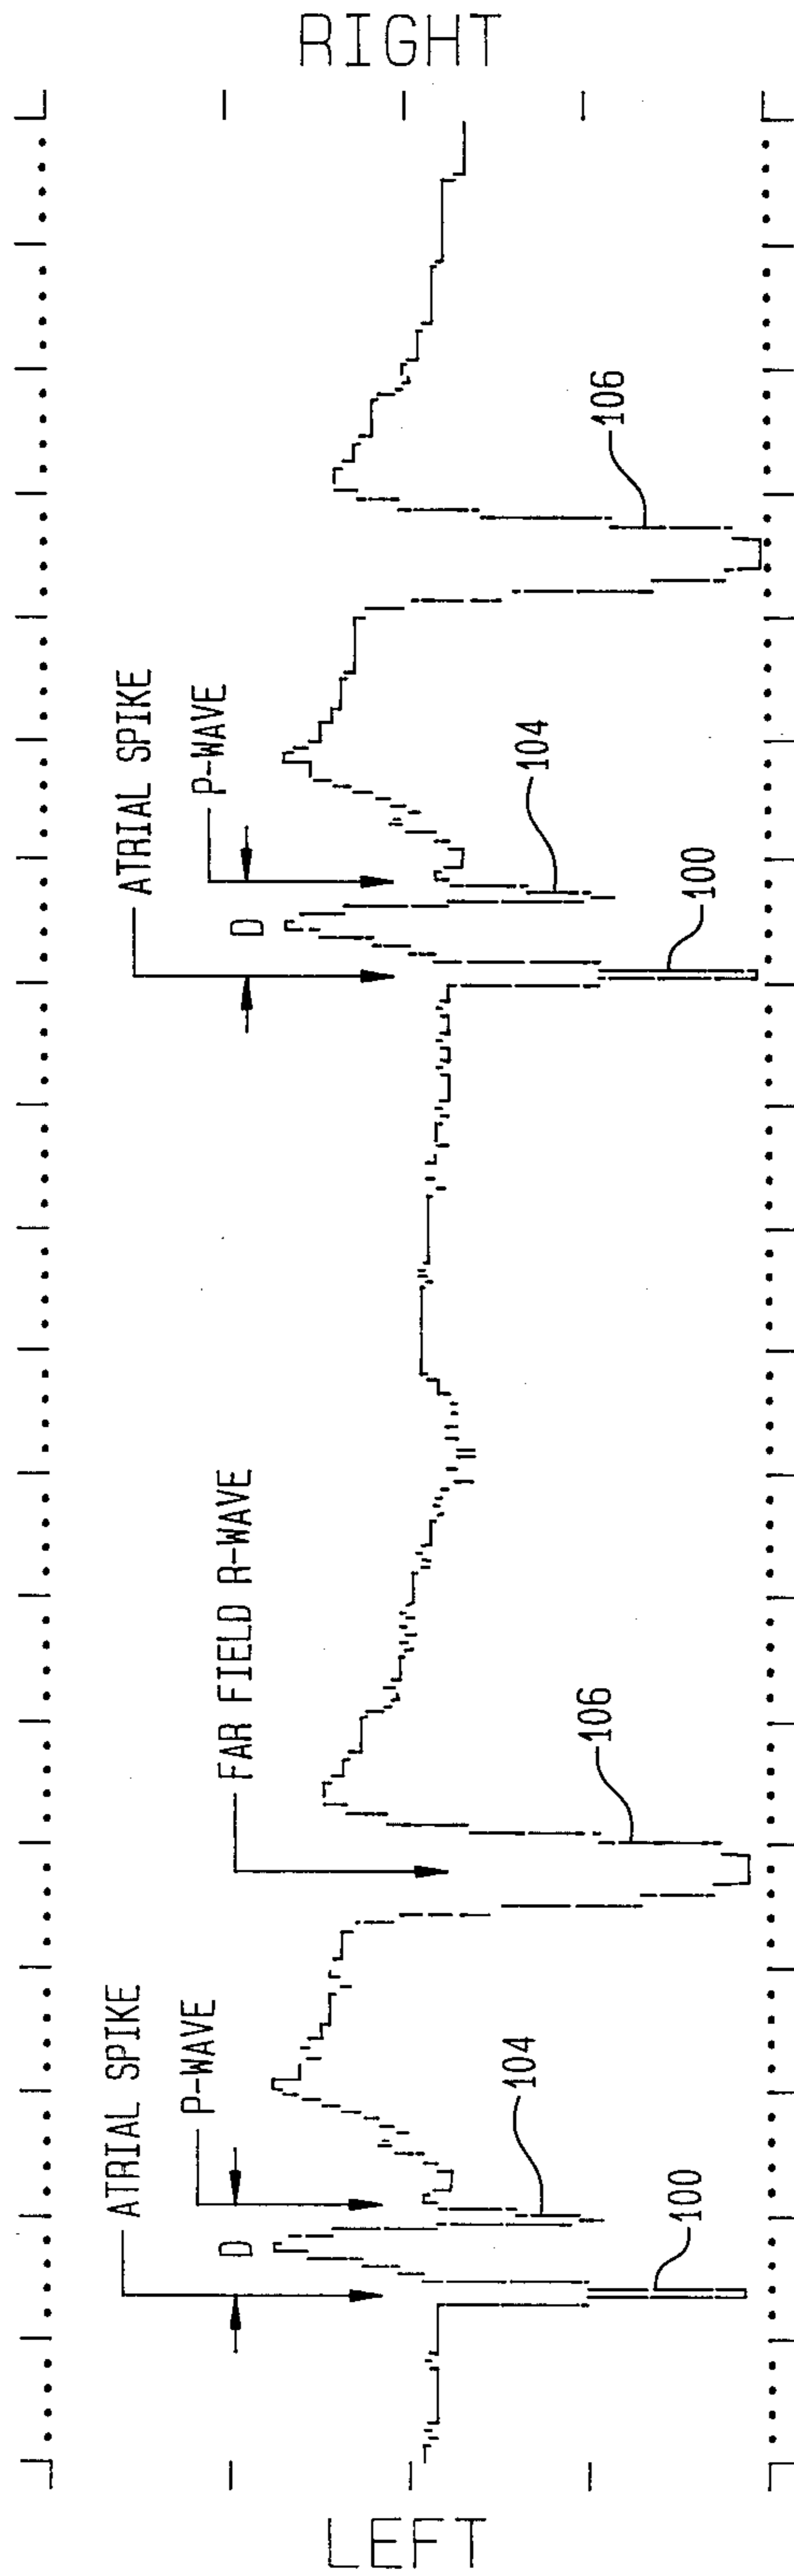 RIGHT
ATRIAL SPIKE
P-WAVE
D
104
100
106
FAR FIELD R-WAVE
106
ATRIAL SPIKE
P-WAVE
D
104
100
LEFT